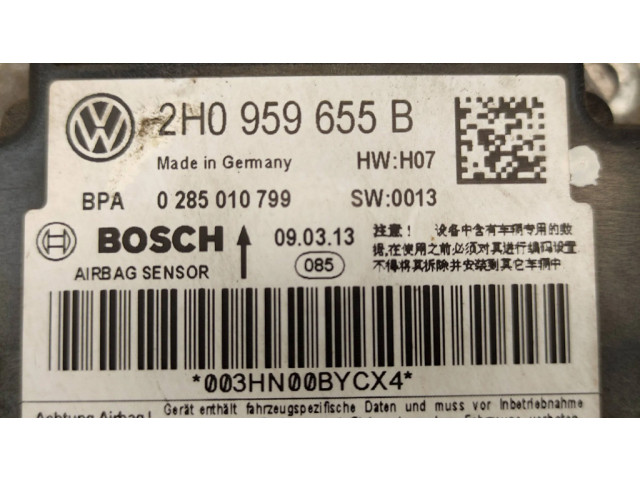 VW 2H0 959 655 B
Made in Germany HW:H07
BPA 0 285 010 799 SW:0013
BOSCH 09.03.13
AIRBAG SENSOR 085
注意! 设备中含有车辆专用的数
据,在使用之前必须对其进行编码设置
不得将其拆除并安装到其它车辆中
*003HN00BYCX4*
Achtung Airbag! Gerät enthält fahrzeugspezifische Daten und muss vor Inbetriebnahme